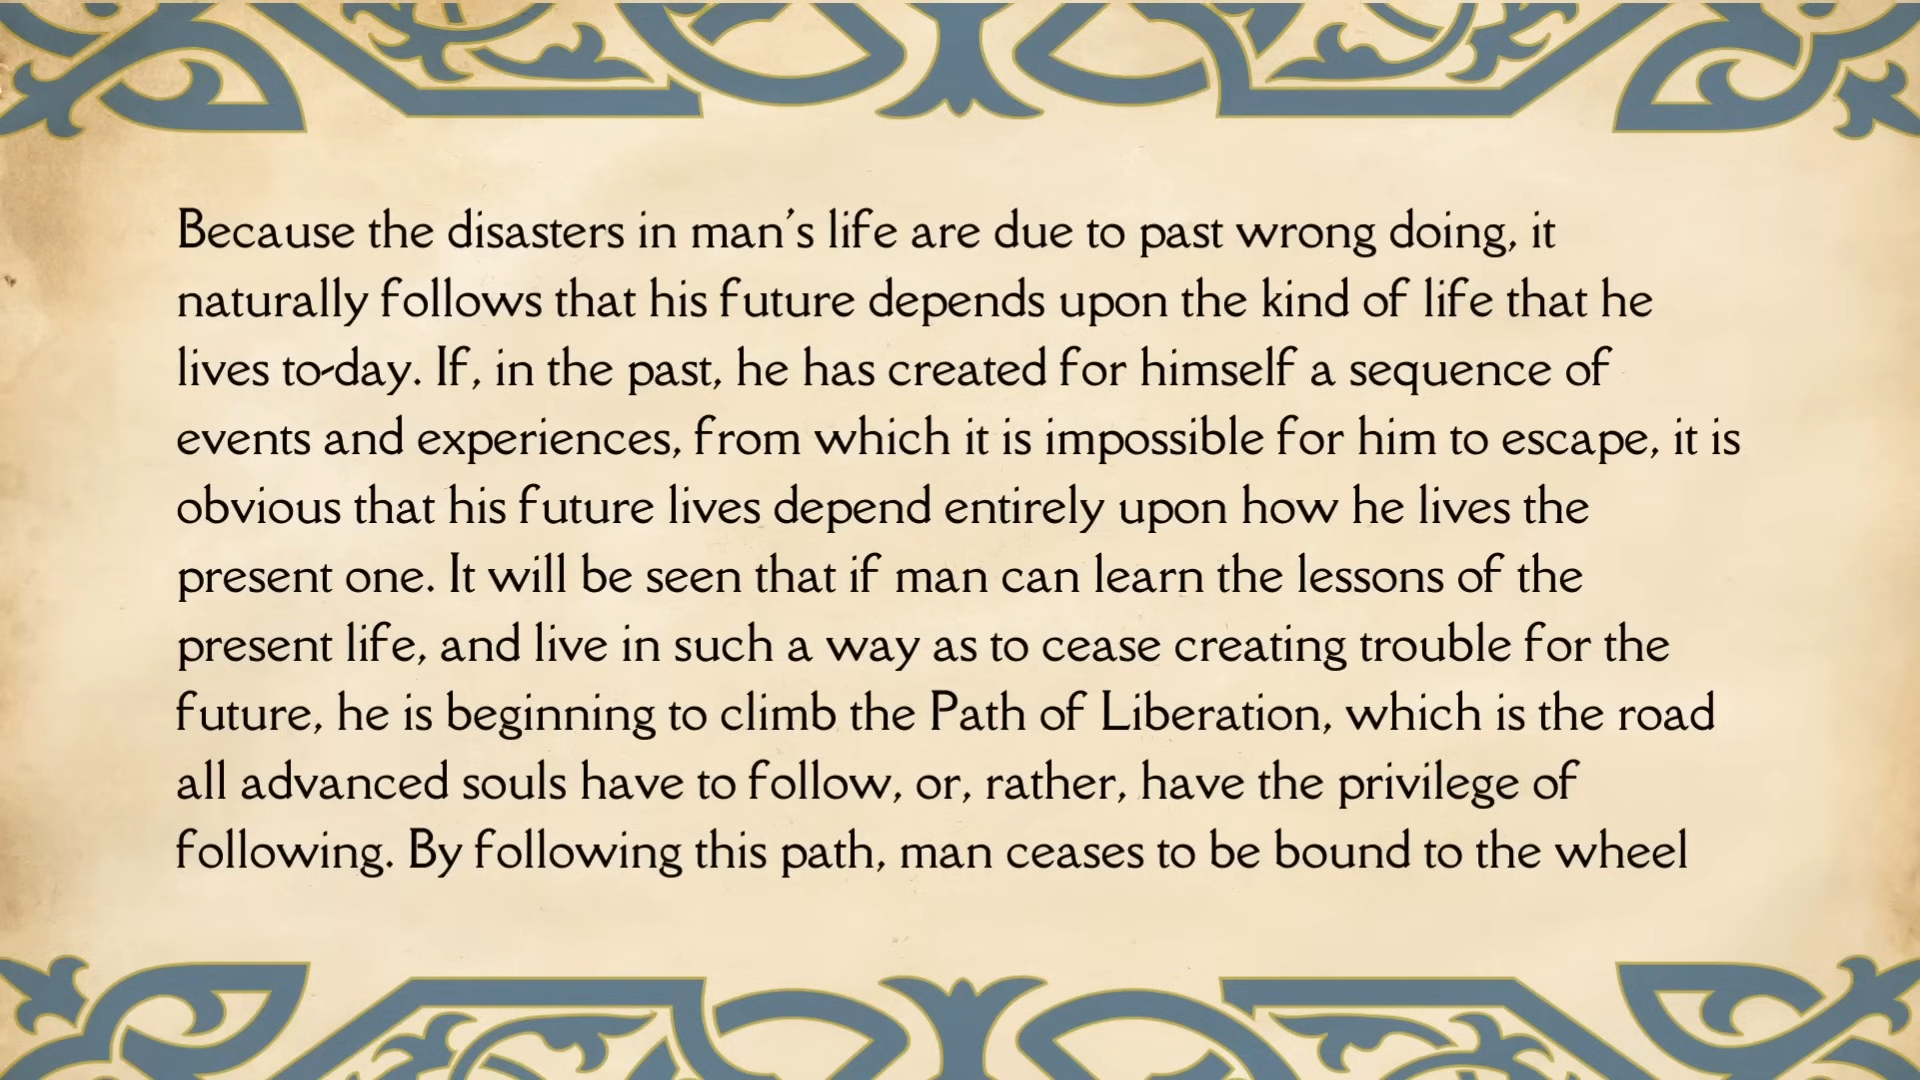 Because the disasters in man’s life are due to past wrong doing, it
naturally follows that his future depends upon the kind of life that he
lives to-day. If, in the past, he has created for himself a sequence of
events and experiences, from which it is impossible for him to escape, it is
obvious that his future lives depend entirely upon how he lives the
present one. It will be seen that if man can learn the lessons of the
present life, and live in such a way as to cease creating trouble for the
future, he is beginning to climb the Path of Liberation, which is the road
all advanced souls have to follow, or, rather, have the privilege of
following. By following this path, man ceases to be bound to the wheel